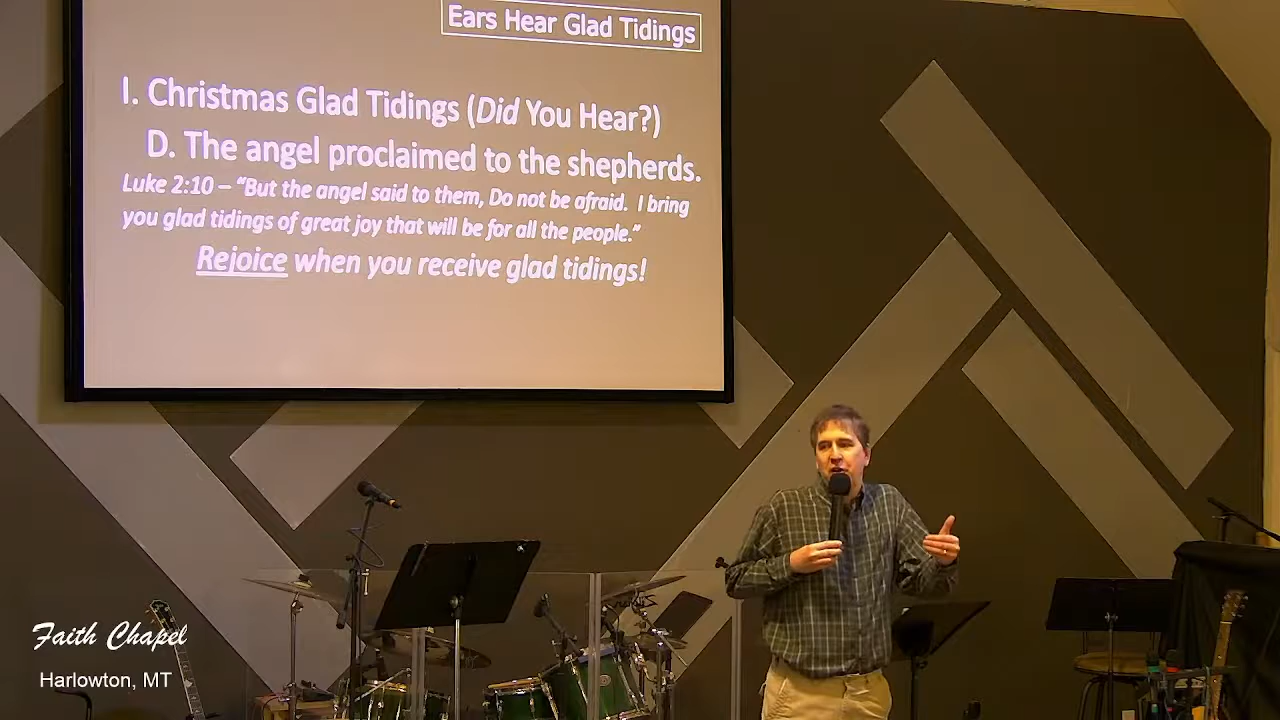 Ears Hear Glad Tidings
I. Christmas Glad Tidings (Did You Hear?)
D. The angel proclaimed to the shepherds.
Luke 2:10 – "But the angel said to them, Do not be afraid.  I bring
you glad tidings of great joy that will be for all the people."
Rejoice when you receive glad tidings!
Faith Chapel
Harlowton, MT